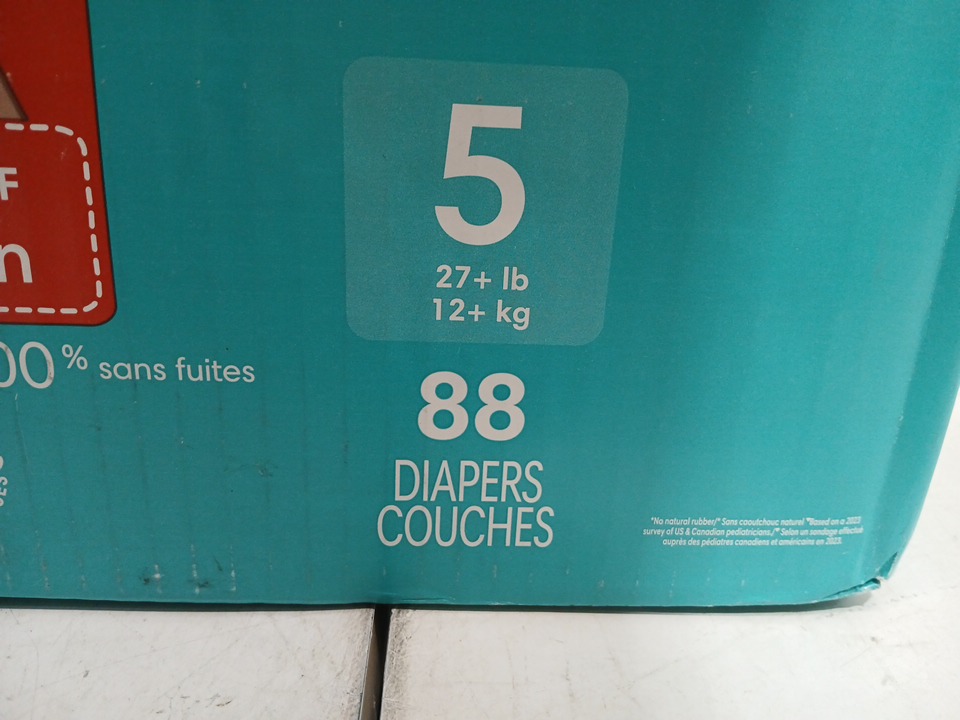 F
n
5
27+ lb
12+ kg
00% sans fuites
88
DIAPERS
COUCHES
*No natural rubber/* Sans caoutchouc naturel **Based on a 2023
survey of US & Canadian pediatricians./** Selon un sondage effectué
auprès des pédiatres canadiens et américains en 2023.